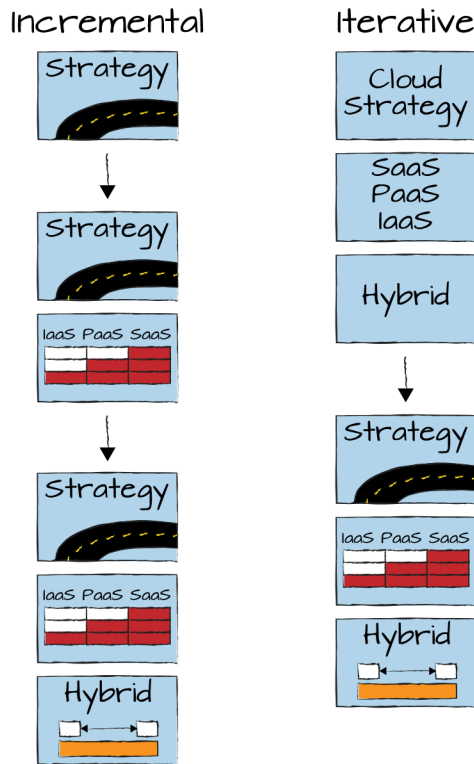 Incremental
Strategy
Strategy
IaaS PaaS SaaS
Strategy
IaaS PaaS SaaS
Hybrid
Iterative
Cloud
Strategy
SaaS
PaaS
IaaS
Hybrid
Strategy
IaaS PaaS SaaS
Hybrid